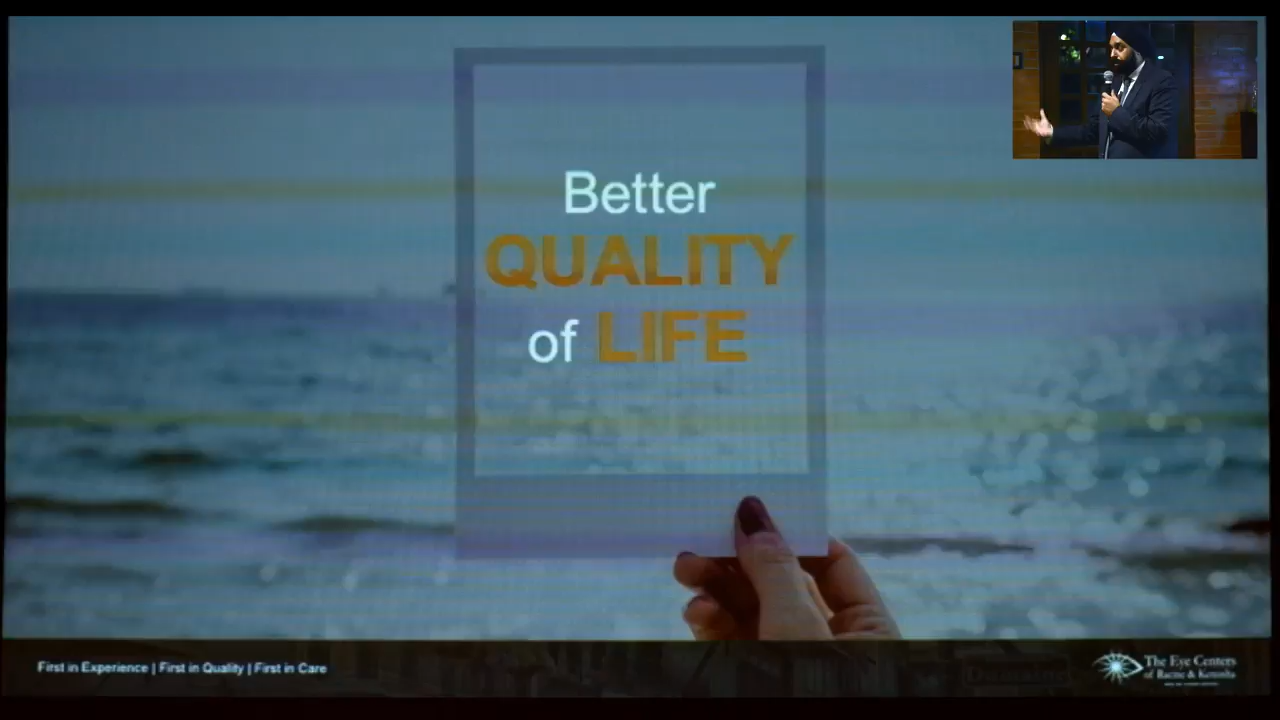 Better
QUALITY
of LIFE
First in Experience | First in Quality | First in Care
The Eye Centers
of Racine & Kenosha